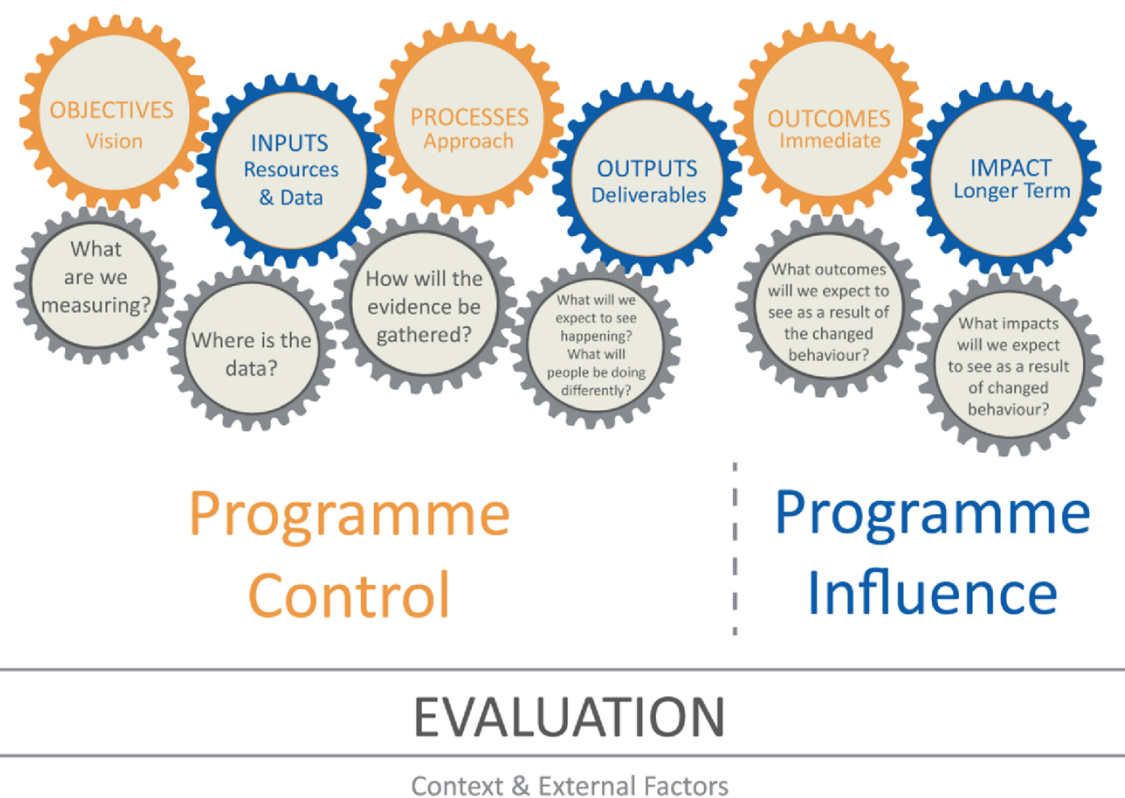 OBJECTIVES
Vision
INPUTS
Resources
& Data
PROCESSES
Approach
OUTPUTS
Deliverables
OUTCOMES
Immediate
IMPACT
Longer Term
What
are we
measuring?
Where is the
data?
How will the
evidence be
gathered?
What will we
expect to see
happening?
What will
people be doing
differently?
What outcomes
will we expect to
see as a result of
the changed
behaviour?
What impacts
will we expect
to see as a result
of changed
behaviour?
Programme
Control
Programme
Influence
EVALUATION
Context & External Factors